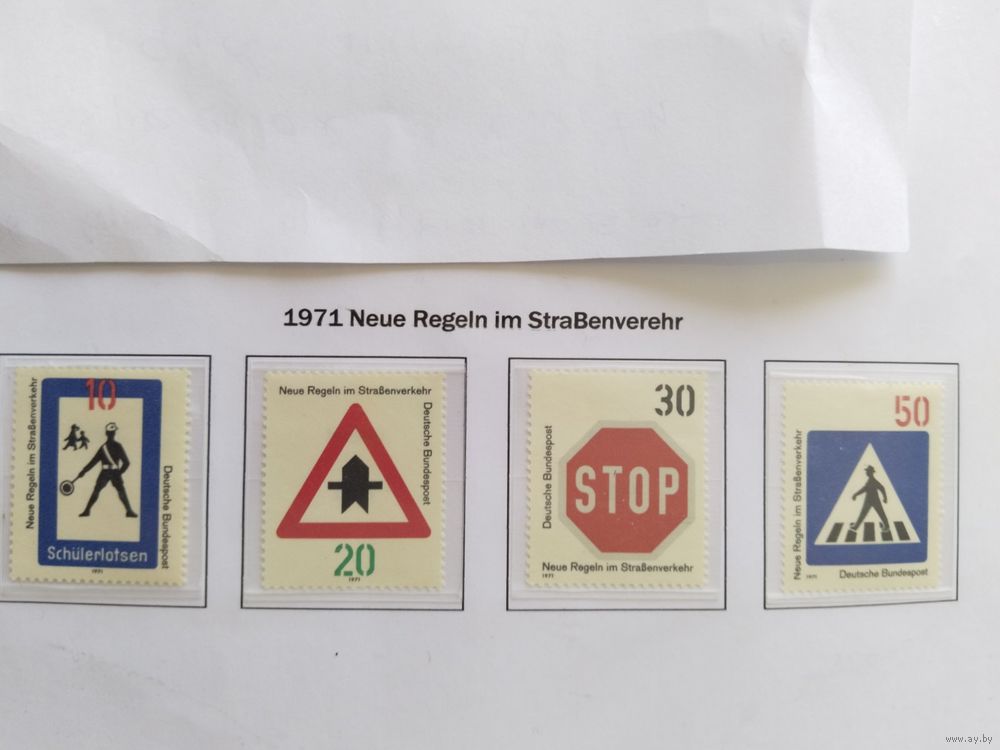 1971 Neue Regeln im StraBenverehr
10
Neue Regeln im Straßenverkehr
Deutsche Bundespost
Schülerlotsen
1971
Neue Regeln im Straßenverkehr
Deutsche Bundespost
20
1971
30
Deutsche Bundespost
STOP
Neue Regeln im Straßenverkehr
1971
50
Neue Regeln im Straßenverkehr
1971
Deutsche Bundespost
www.ay.by